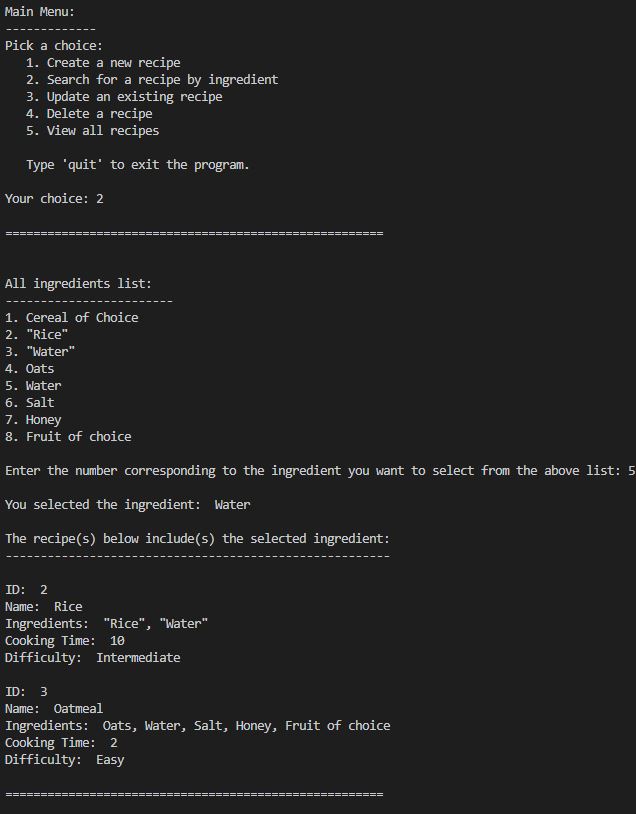 Main Menu:
-------------
Pick a choice:
   1. Create a new recipe
   2. Search for a recipe by ingredient
   3. Update an existing recipe
   4. Delete a recipe
   5. View all recipes

   Type 'quit' to exit the program.

Your choice: 2

======================================================


All ingredients list:
------------------------
1. Cereal of Choice
2. "Rice"
3. "Water"
4. Oats
5. Water
6. Salt
7. Honey
8. Fruit of choice

Enter the number corresponding to the ingredient you want to select from the above list: 5

You selected the ingredient:  Water

The recipe(s) below include(s) the selected ingredient:
-------------------------------------------------------

ID:  2
Name:  Rice
Ingredients:  "Rice", "Water"
Cooking Time:  10
Difficulty:  Intermediate

ID:  3
Name:  Oatmeal
Ingredients:  Oats, Water, Salt, Honey, Fruit of choice
Cooking Time:  2
Difficulty:  Easy

======================================================